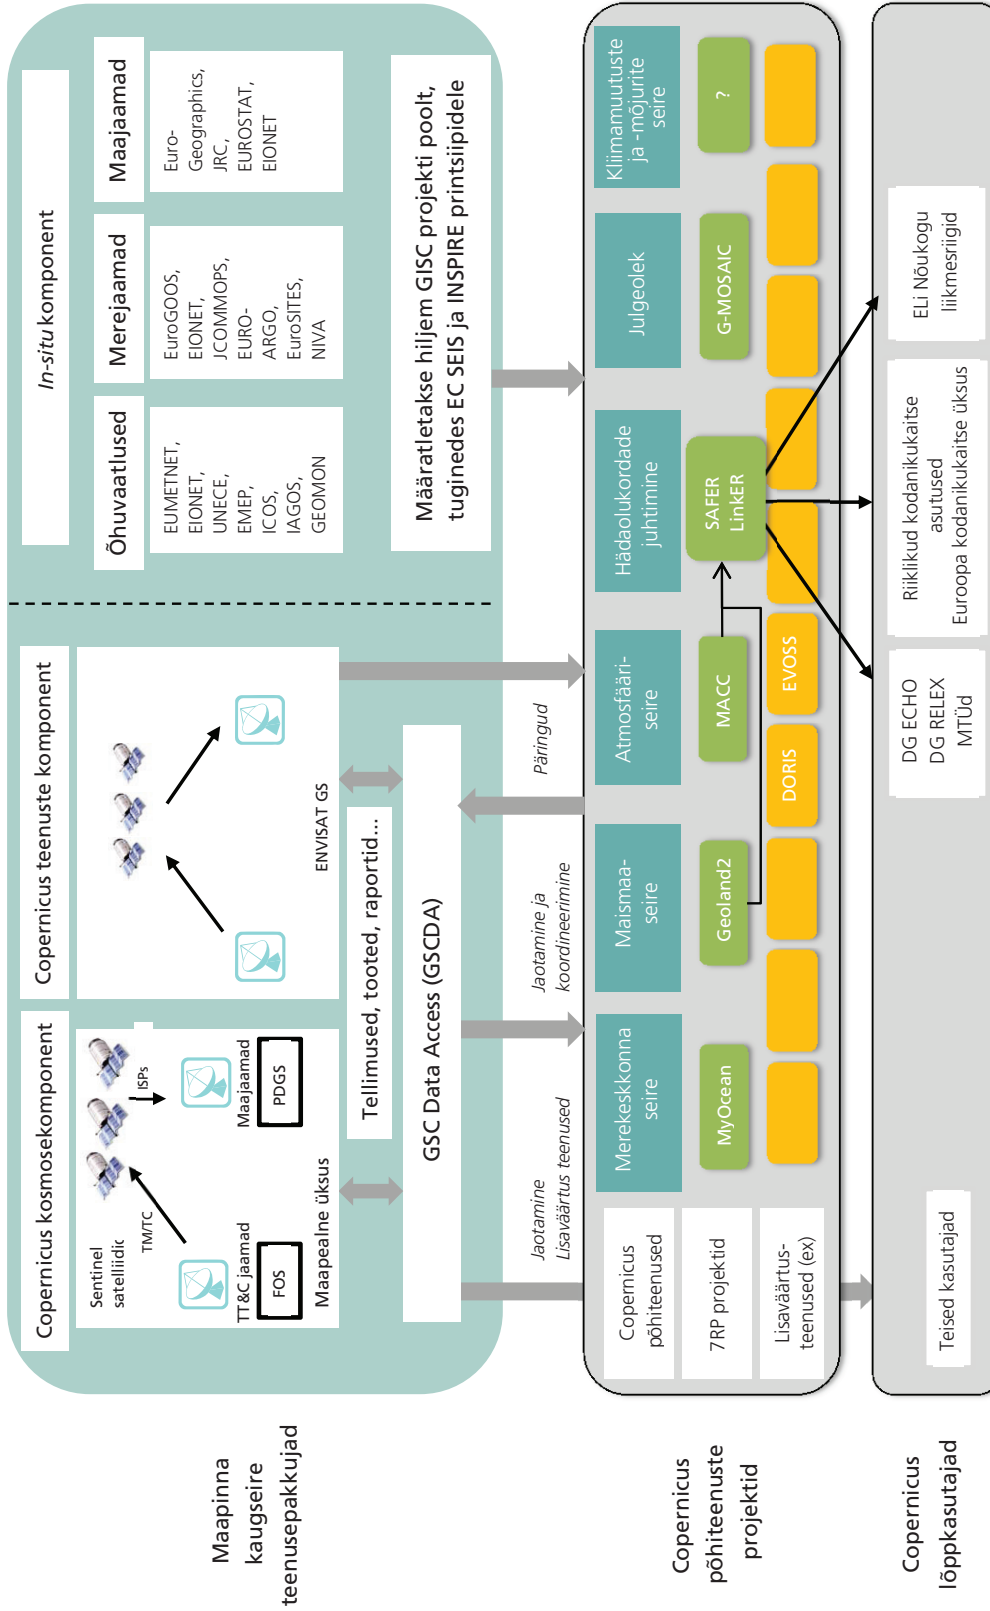 Maapinna
kaugseire
teenusepakkujad
Copernicus kosmosekomponent
Sentinel
satelliidic
TM/TC
ISPs
TT&C jaamad
FOS
Maajaamad
PDGS
Maapealne üksus
Copernicus teenuste komponent
ENVISAT GS
Tellimused, tooted, raportid...
GSC Data Access (GSCDA)
In-situ komponent
Õhuvaatlused
EUMETNET,
EIONET,
UNECE,
EMEP,
ICOS,
IAGOS,
GEOMON
Merejaamad
EuroGOOS,
EIONET,
JCOMMOPS,
EURO-
ARGO,
EuroSITES,
NIVA
Maajaamad
Euro-
Geographics,
JRC,
EUROSTAT,
EIONET
Määratletakse hiljem GISC projekti poolt,
tuginedes EC SEIS ja INSPIRE printsiipidele
Jaotamine
Lisaväärtus teenused
Jaotamine ja
koordineerimine
Päringud
Copernicus
põhiteenuste
projektid
Copernicus
põhiteenused
Merekeskkonna
seire
Maismaa-
seire
Atmosfääri-
seire
Hädaolukordade
juhtimine
Julgeolek
Kliimamuutuste
ja -mõjurite
seire
7RP projektid
MyOcean
Geoland2
MACC
SAFER
LinkER
G-MOSAIC
?
Lisaväärtus-
teenused (ex)
DORIS
EVOSS
Copernicus
lõppkasutajad
Teised kasutajad
DG ECHO
DG RELEX
MTÜd
Riiklikud kodanikukaitse
asutused
Euroopa kodanikukaitse üksus
ELi Nõukogu
liikmesriigid